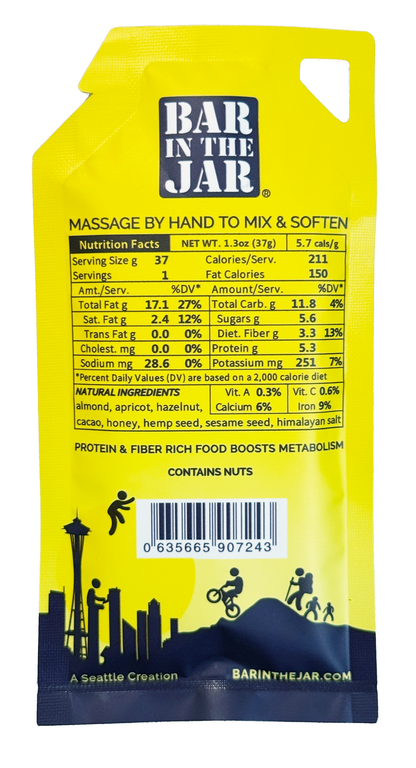 BAR
IN THE
JAR®
MASSAGE BY HAND TO MIX & SOFTEN
Nutrition Facts NET WT. 1.3oz (37g) 5.7 cals/g
Serving Size g 37 Calories/Serv. 211
Servings 1 Fat Calories 150
Amt./Serv. %DV* Amount/Serv. %DV*
Total Fat g 17.1 27% Total Carb. g 11.8 4%
Sat. Fat g 2.4 12% Sugars g 5.6
Trans Fat g 0.0 0% Diet. Fiber g 3.3 13%
Cholest. mg 0.0 0% Protein g 5.3
Sodium mg 28.6 0% Potassium mg 251 7%
*Percent Daily Values (DV) are based on a 2,000 calorie diet
NATURAL INGREDIENTS Vit. A 0.3% Vit. C 0.6%
almond, apricot, hazelnut, Calcium 6% Iron 9%
cacao, honey, hemp seed, sesame seed, himalayan salt
PROTEIN & FIBER RICH FOOD BOOSTS METABOLISM
CONTAINS NUTS
0 635665 907243
A Seattle Creation BARINTHEJAR.COM